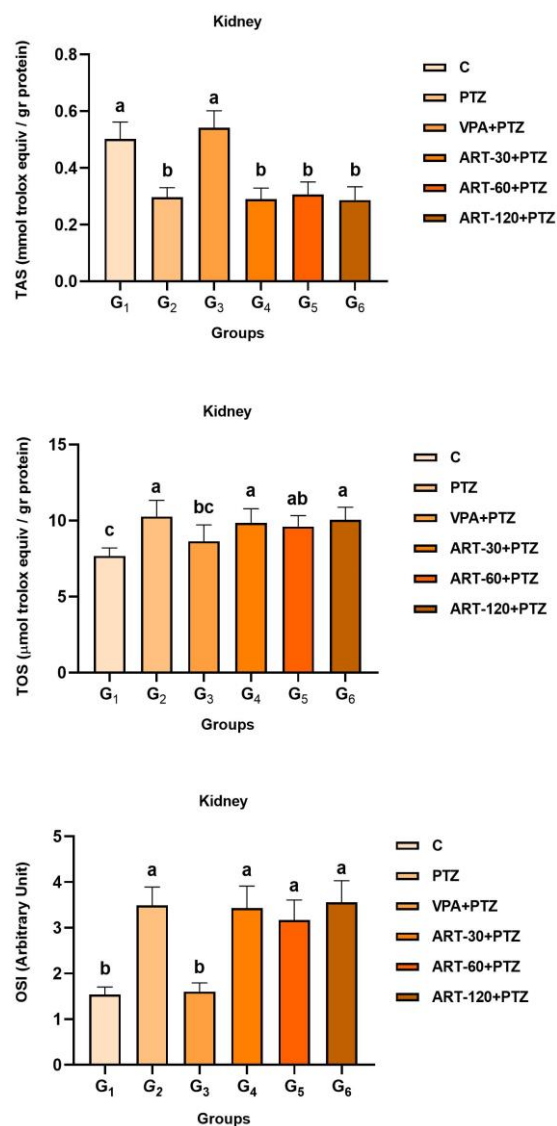 Kidney
TAS (mmol trolox equiv / gr protein)
0.8
0.6
0.4
0.2
0.0
a
b
a
b
b
b
G1
G2
G3
G4
G5
G6
Groups
C
PTZ
VPA+PTZ
ART-30+PTZ
ART-60+PTZ
ART-120+PTZ
Kidney
TOS (μmol trolox equiv / gr protein)
15
10
5
0
c
a
bc
a
ab
a
G1
G2
G3
G4
G5
G6
Groups
C
PTZ
VPA+PTZ
ART-30+PTZ
ART-60+PTZ
ART-120+PTZ
Kidney
OSI (Arbitrary Unit)
5
4
3
2
1
0
b
a
b
a
a
a
G1
G2
G3
G4
G5
G6
Groups
C
PTZ
VPA+PTZ
ART-30+PTZ
ART-60+PTZ
ART-120+PTZ